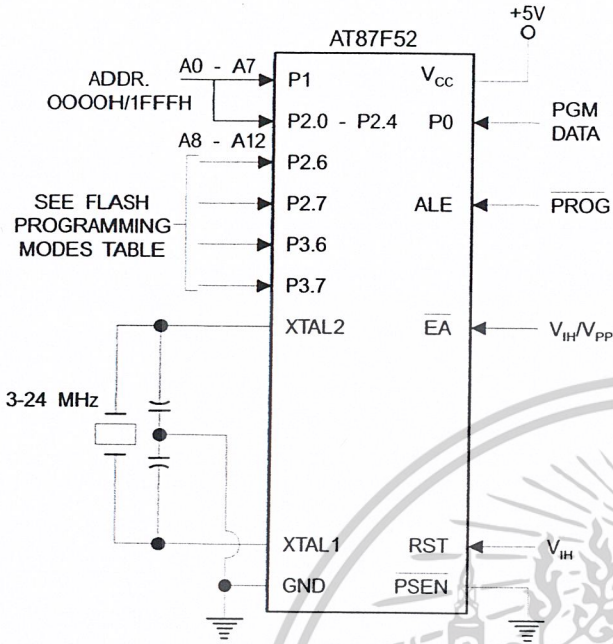 +5V
AT87F52
A0 - A7
ADDR.
0000H/1FFFH
P1
VCC
P2.0 - P2.4
P0
PGM
DATA
A8 - A12
P2.6
SEE FLASH
PROGRAMMING
MODES TABLE
P2.7
ALE
PROG
P3.6
P3.7
XTAL2
EA
VIH/VPP
3-24 MHz
XTAL1
RST
VIH
GND
PSEN